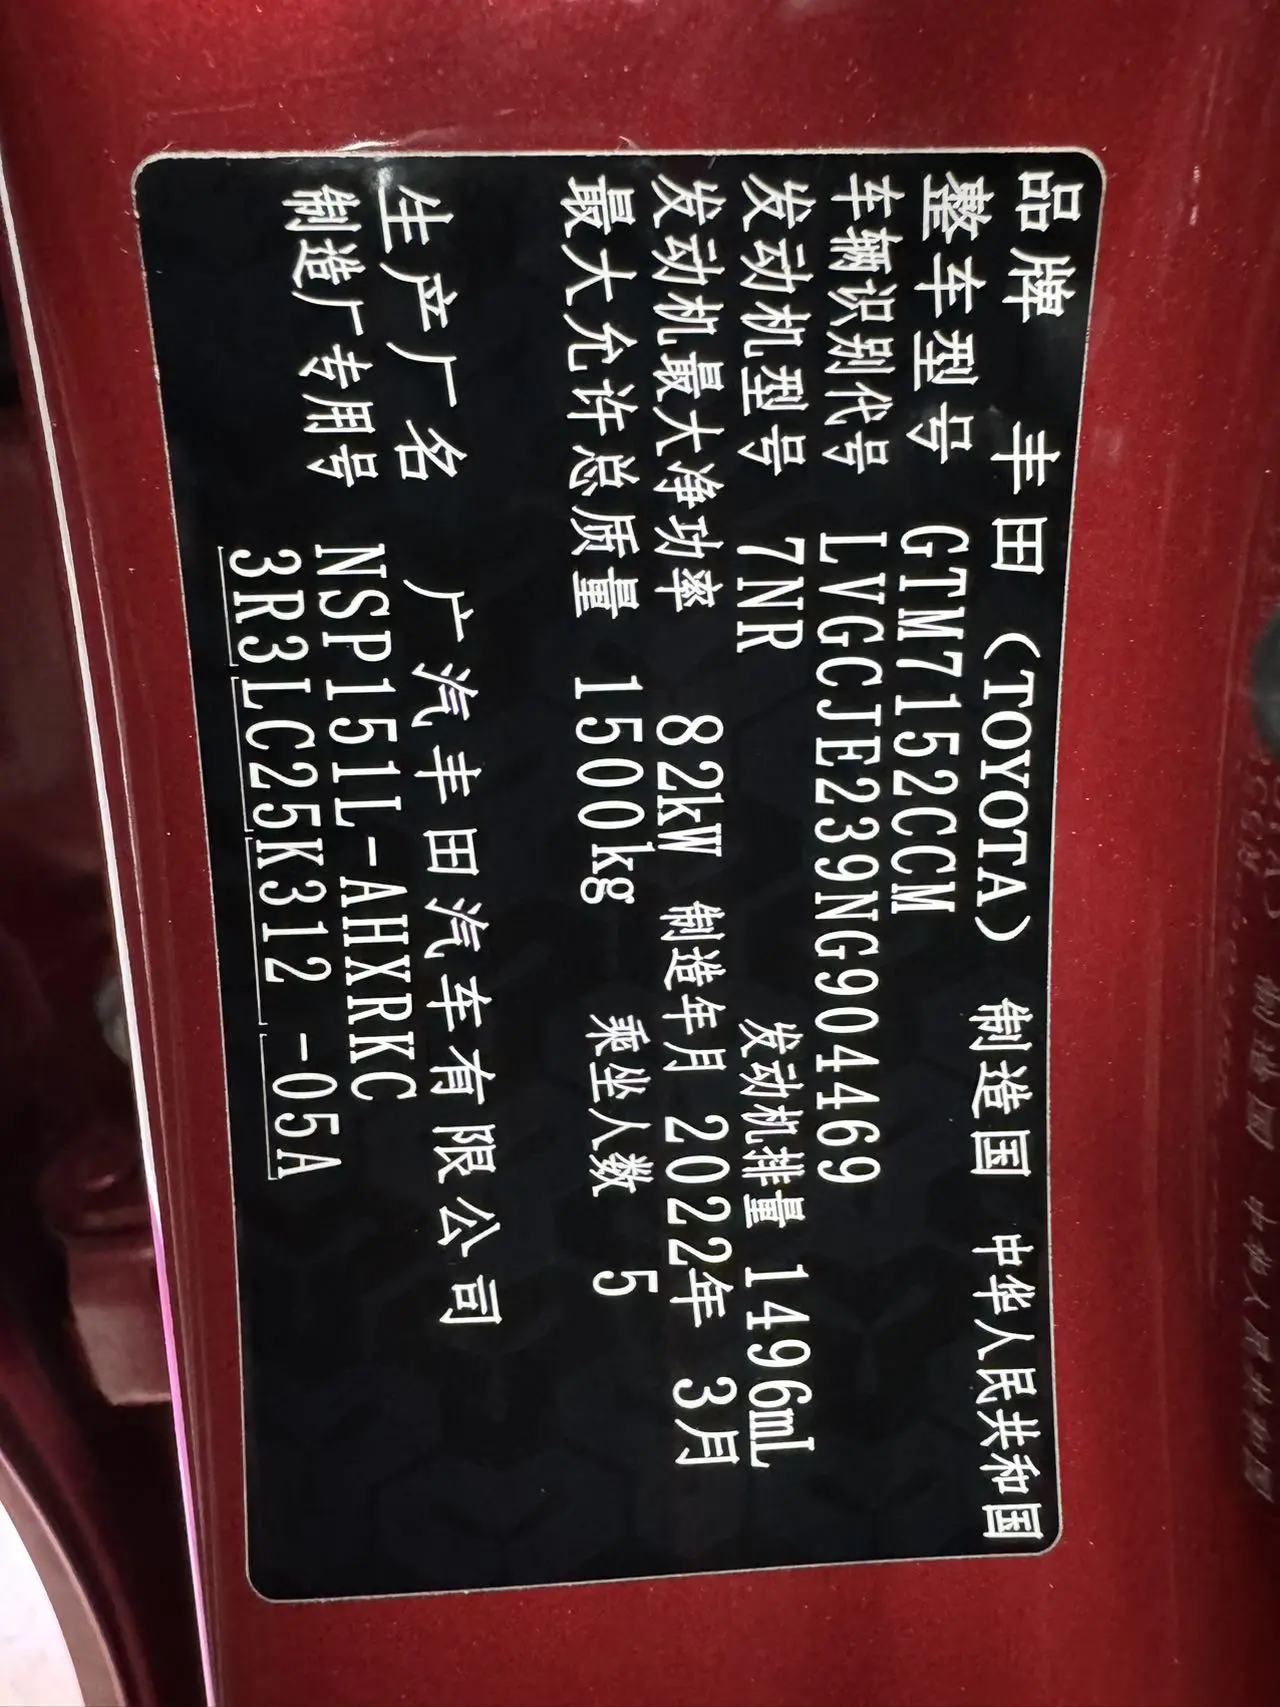 品牌 丰田（TOYOTA） 制造国 中华人民共和国
整车型号 GTM7152CCM
车辆识别代号 LVGCJE239NG904469
发动机型号 7NR 发动机排量 1496mL
发动机最大净功率 82kW 制造年月 2022年 3月
最大允许总质量 1500kg 乘坐人数 5
生产厂名 广汽丰田汽车有限公司
制造厂专用号 NSP151L-AHXRKC
3R3LC25K312 -05A